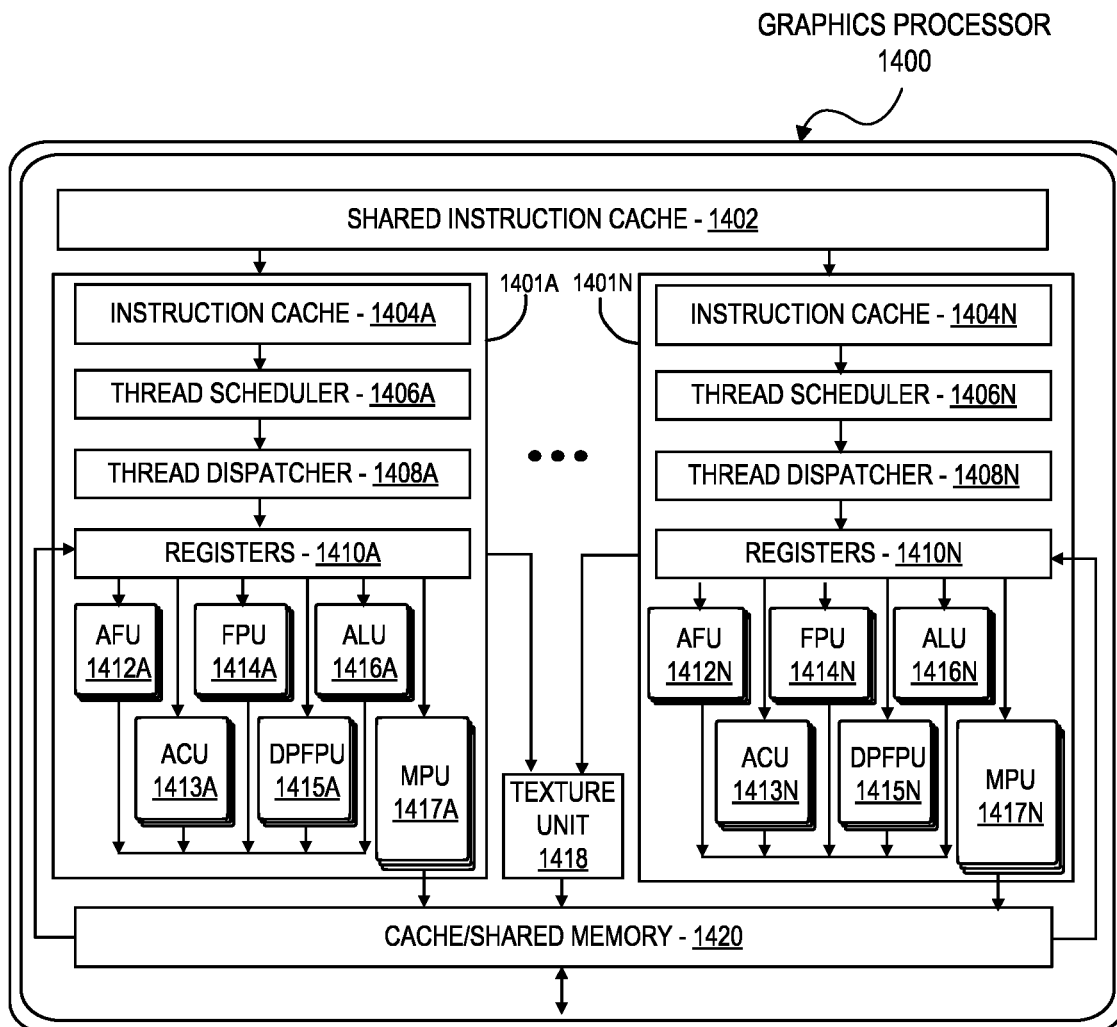 GRAPHICS PROCESSOR
1400
SHARED INSTRUCTION CACHE - 1402
1401A
1401N
INSTRUCTION CACHE - 1404A
THREAD SCHEDULER - 1406A
THREAD DISPATCHER - 1408A
REGISTERS - 1410A
AFU
1412A
FPU
1414A
ALU
1416A
ACU
1413A
DPFPU
1415A
MPU
1417A
TEXTURE
UNIT
1418
INSTRUCTION CACHE - 1404N
THREAD SCHEDULER - 1406N
THREAD DISPATCHER - 1408N
REGISTERS - 1410N
AFU
1412N
FPU
1414N
ALU
1416N
ACU
1413N
DPFPU
1415N
MPU
1417N
CACHE/SHARED MEMORY - 1420